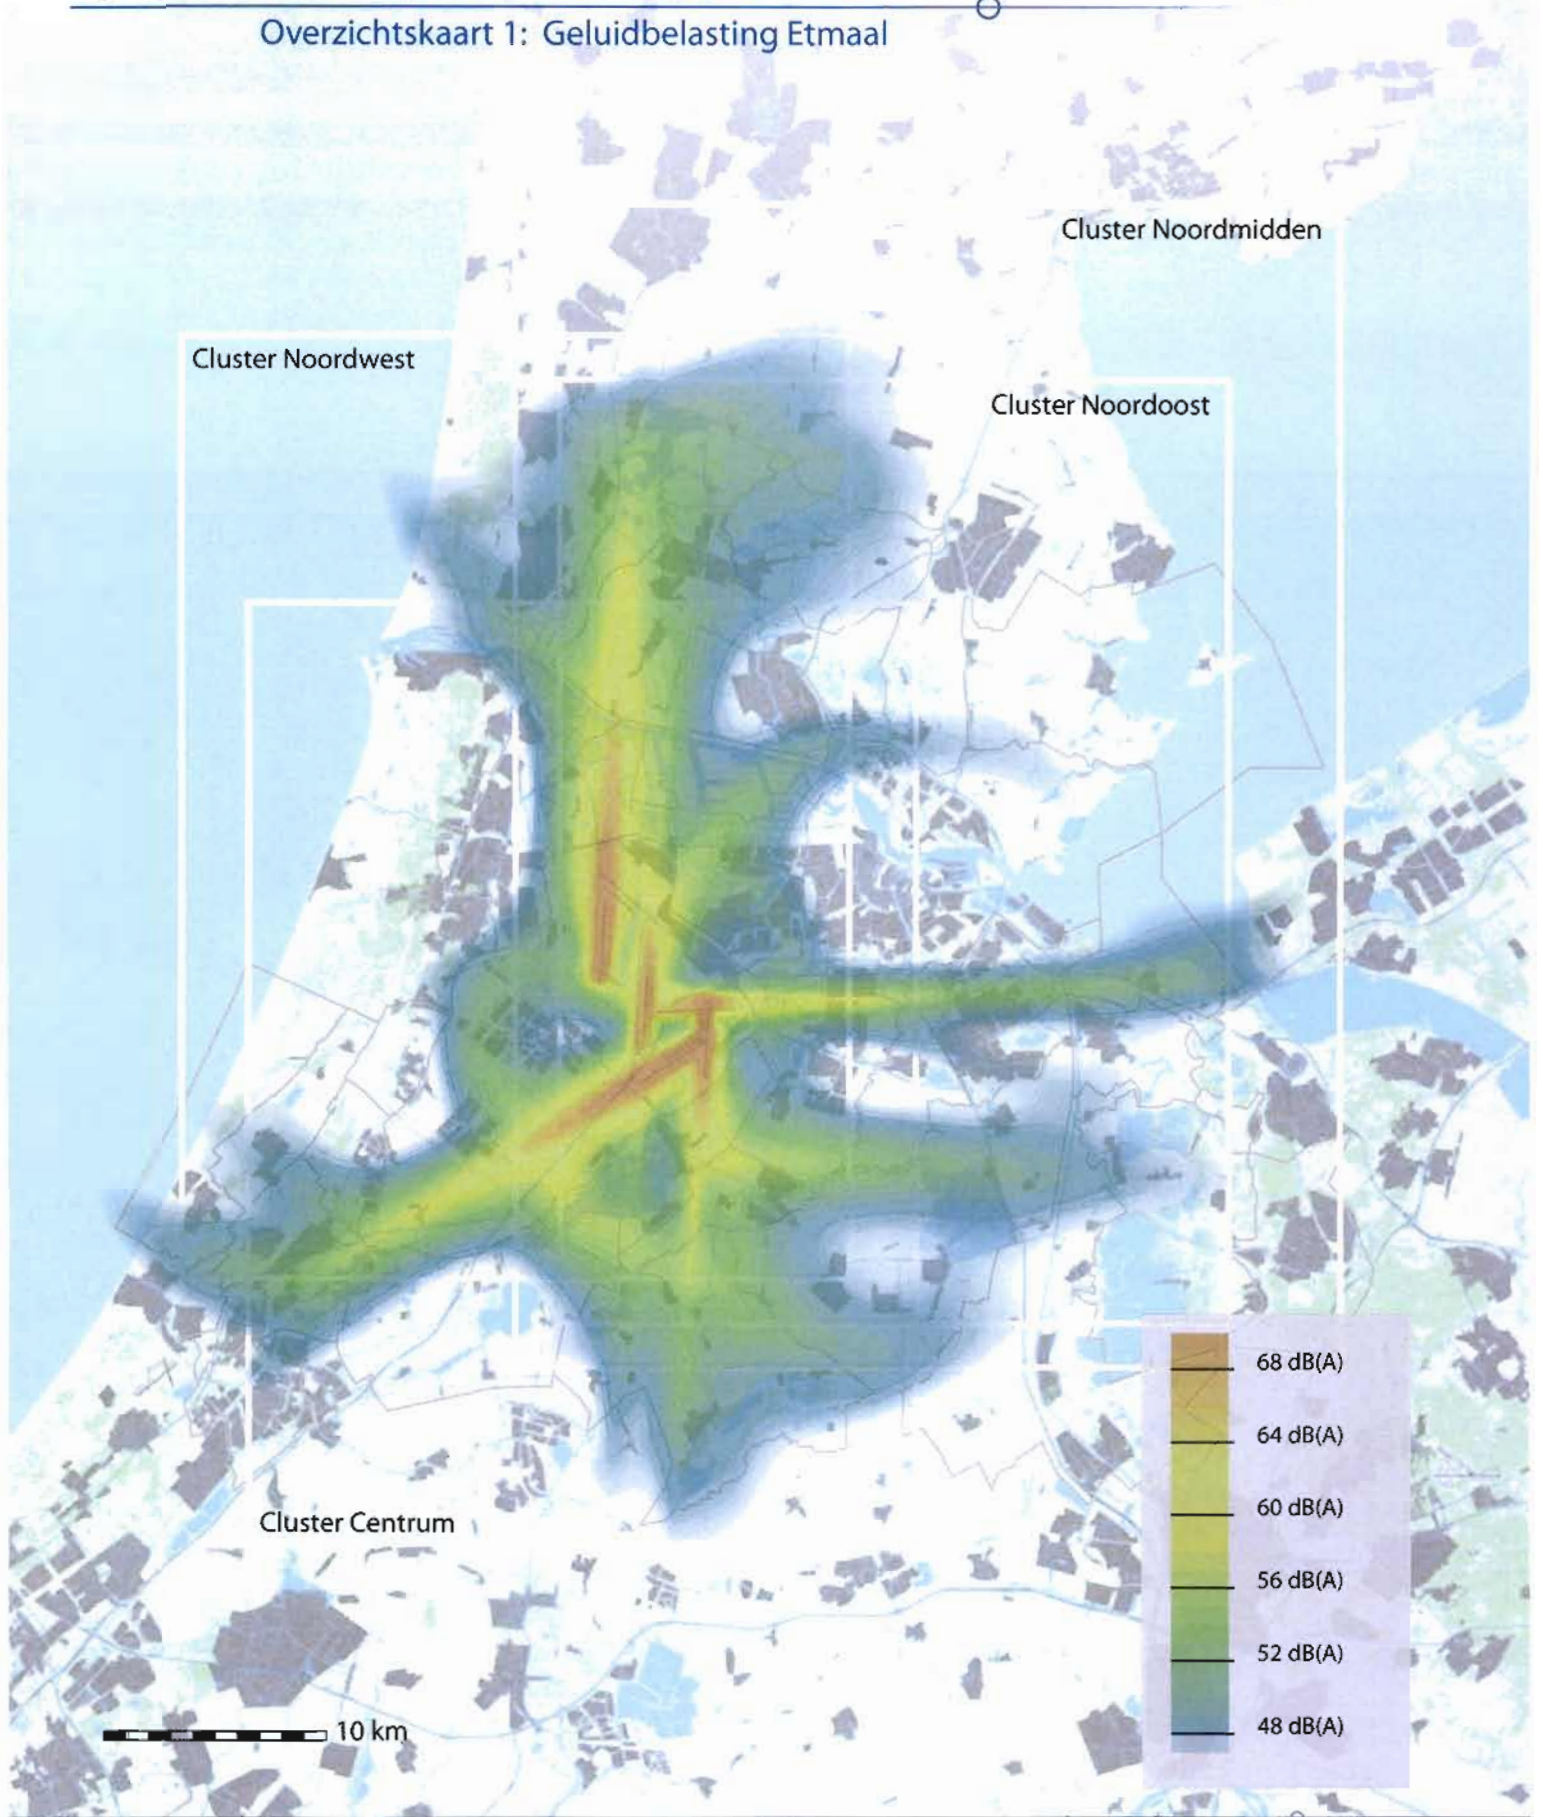 Overzichtskaart 1: Geluidbelasting Etmaal
Cluster Noordmidden
Cluster Noordwest
Cluster Noordoost
68 dB(A)
64 dB(A)
60 dB(A)
56 dB(A)
52 dB(A)
48 dB(A)
Cluster Centrum
10 km